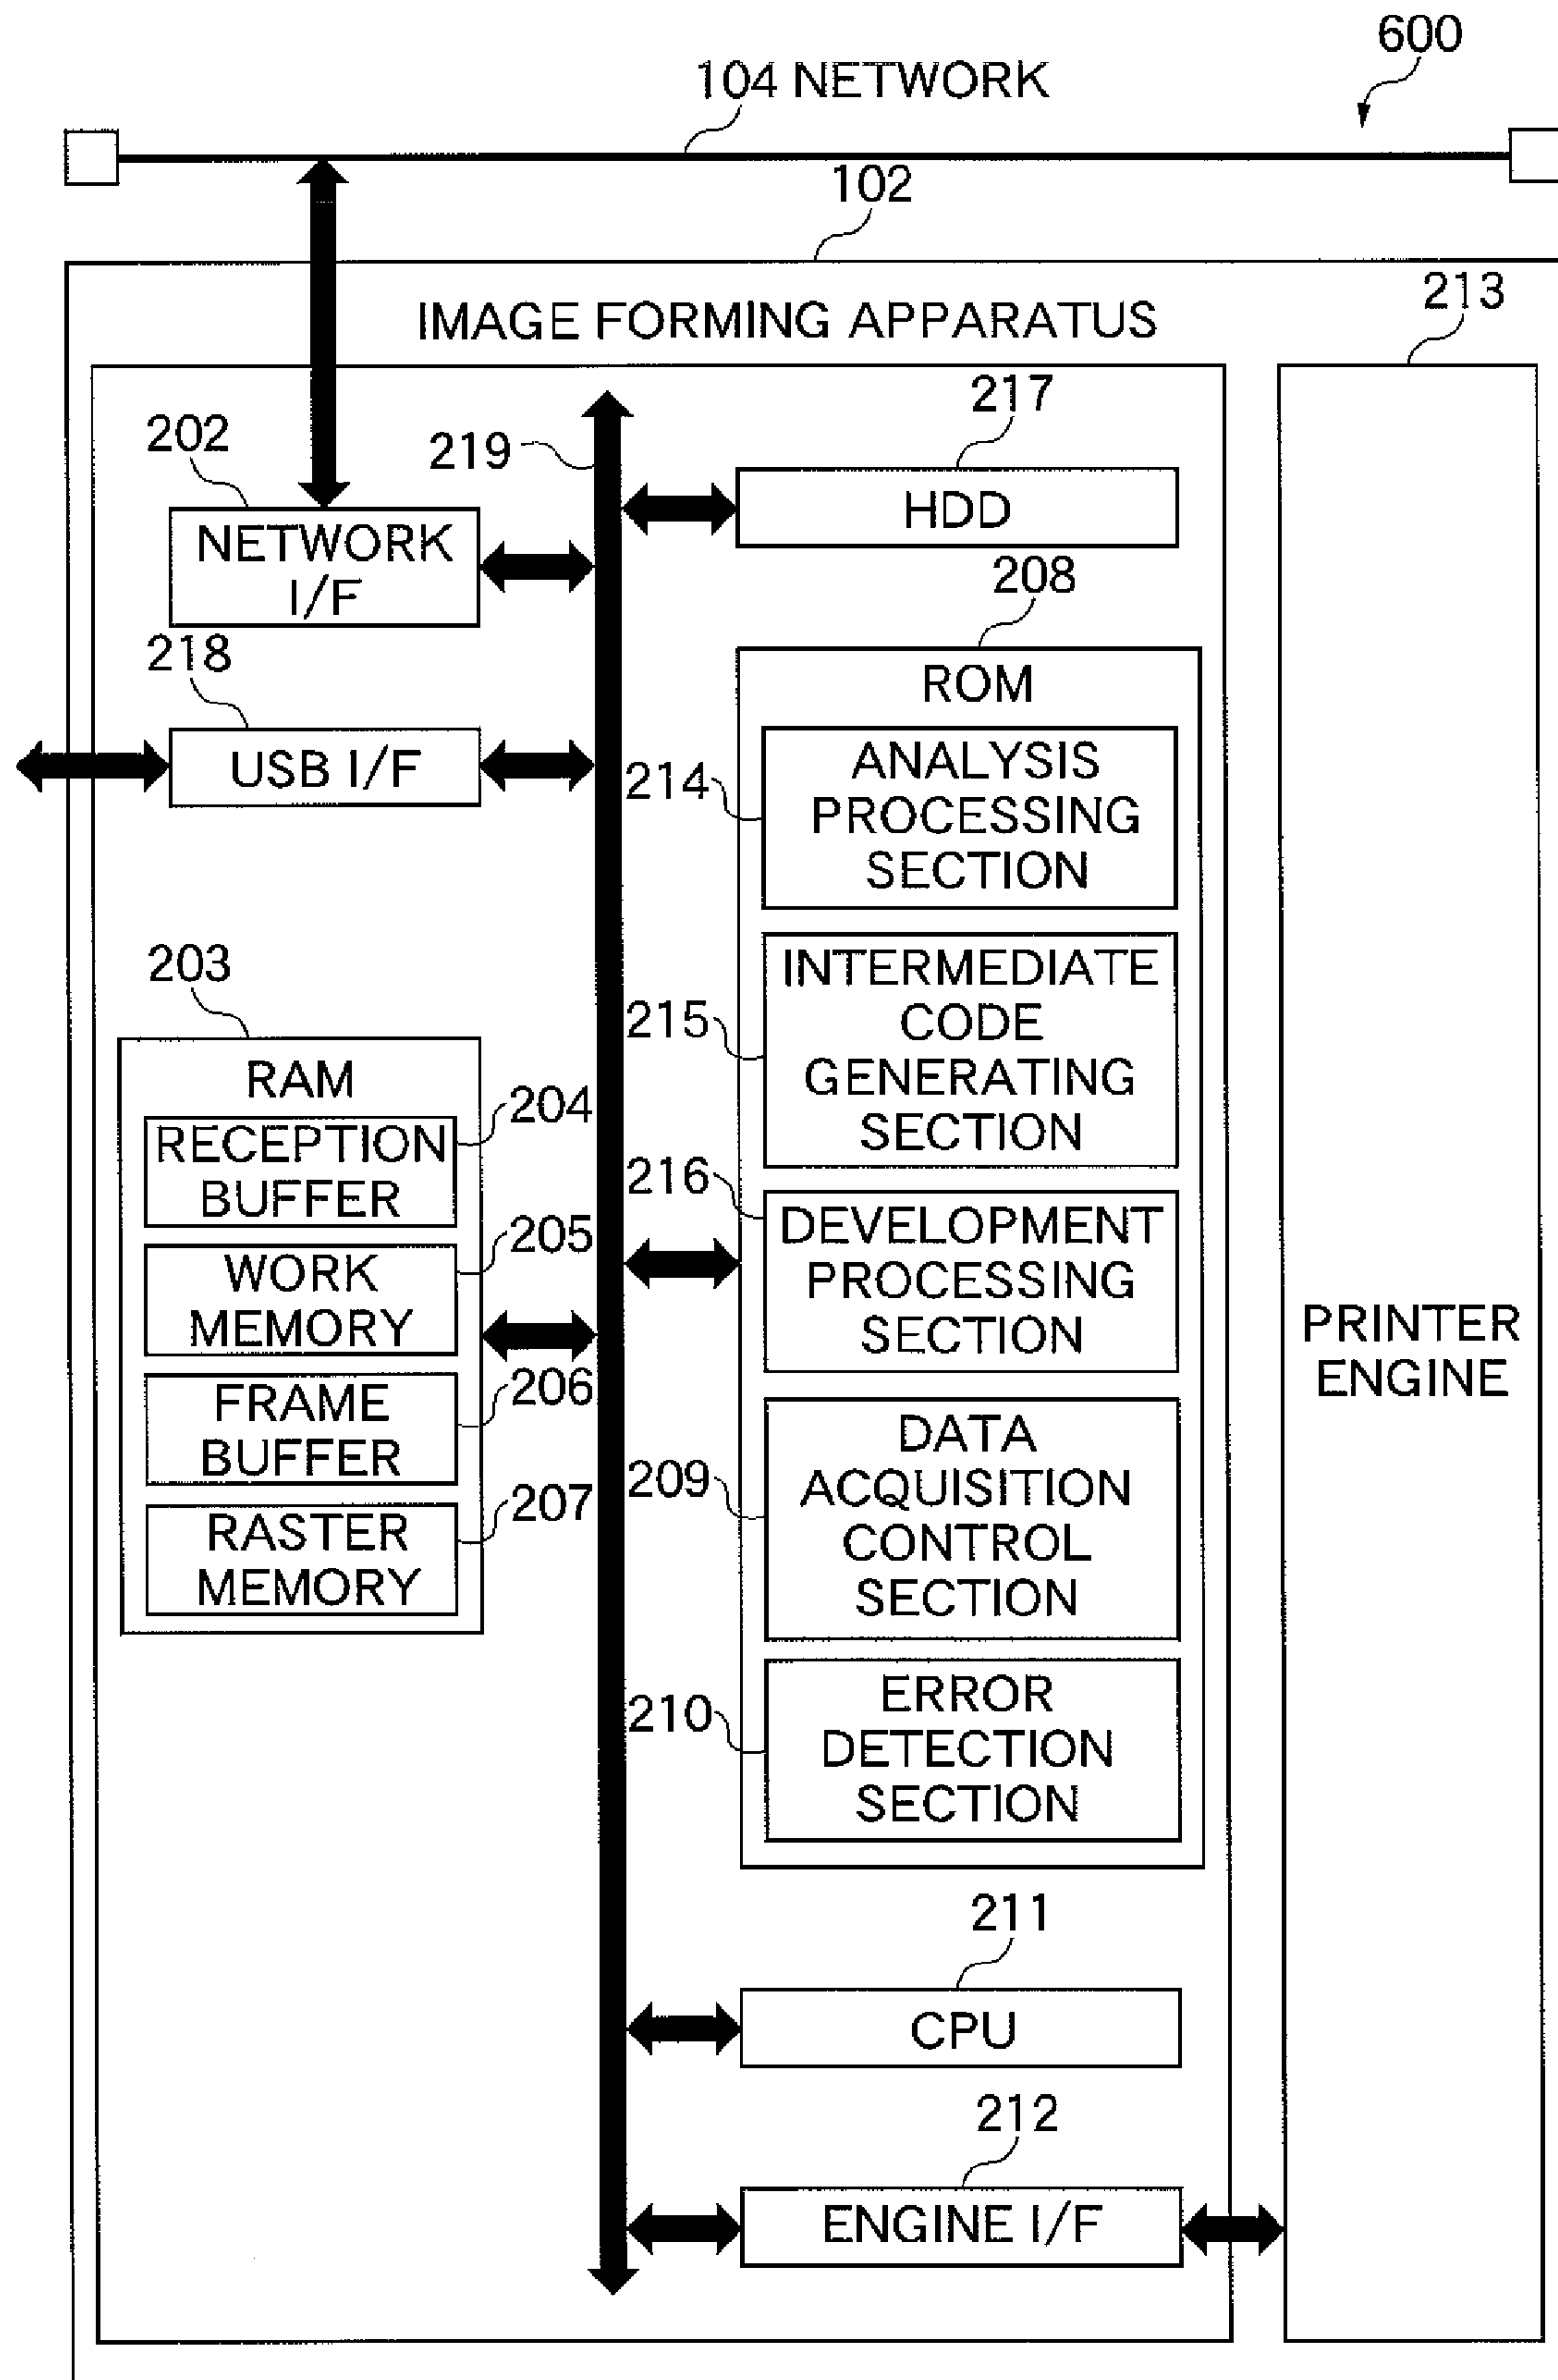 600
104 NETWORK
102
213
IMAGE FORMING APPARATUS
217
202
219
HDD
NETWORK
I/F
208
218
ROM
USB I/F
214
ANALYSIS
PROCESSING
SECTION
203
215
INTERMEDIATE
CODE
GENERATING
SECTION
RAM
204
RECEPTION
BUFFER
216
DEVELOPMENT
PROCESSING
SECTION
205
WORK
MEMORY
PRINTER
ENGINE
206
FRAME
BUFFER
209
DATA
ACQUISITION
CONTROL
SECTION
207
RASTER
MEMORY
210
ERROR
DETECTION
SECTION
211
CPU
212
ENGINE I/F